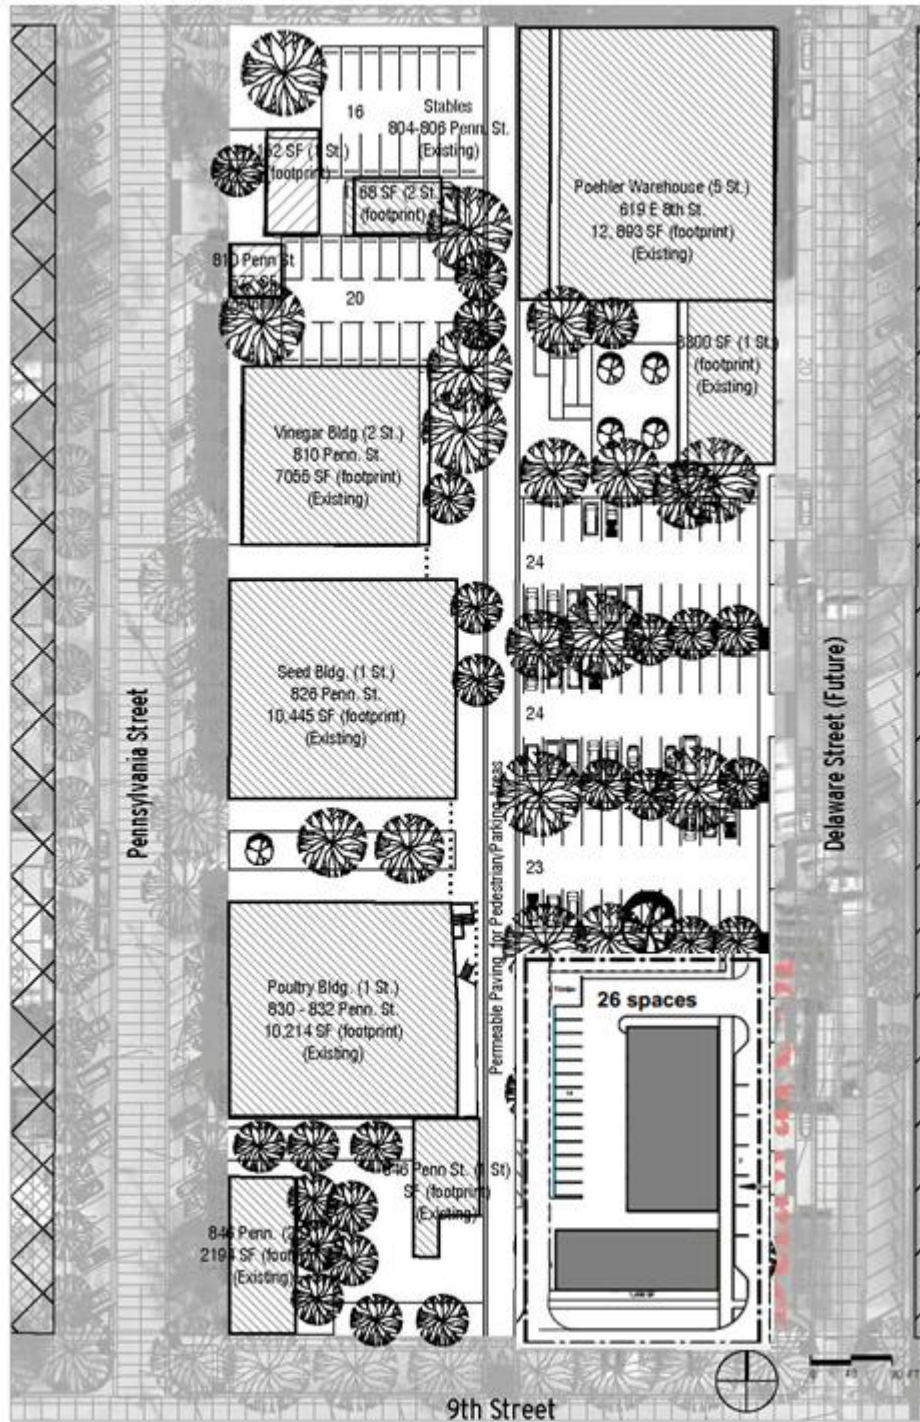 16
Stables
804-806 Penn. St.
(Existing)
SF (1 St.)
(footprint)
68 SF (2 St.)
(footprint)
Poehler Warehouse (5 St.)
619 E 8th St.
12, 893 SF (footprint)
(Existing)
810 Penn St
20
SF (1 St.)
(footprint)
(Existing)
20
Vinegar Bldg (2 St.)
810 Penn. St.
7055 SF (footprint)
(Existing)
24
Seed Bldg. (1 St.)
826 Penn. St.
10,445 SF (footprint)
(Existing)
24
Pennsylvania Street
Delaware Street (Future)
Permeable Paving for Pedestrian/Parking Areas
23
Poultry Bldg. (1 St.)
830 - 832 Penn. St.
10,214 SF (footprint)
(Existing)
26 spaces
846 Penn St. (1 St)
SF (footprint)
(Existing)
846 Penn.
2194 SF
(Existing)
9th Street